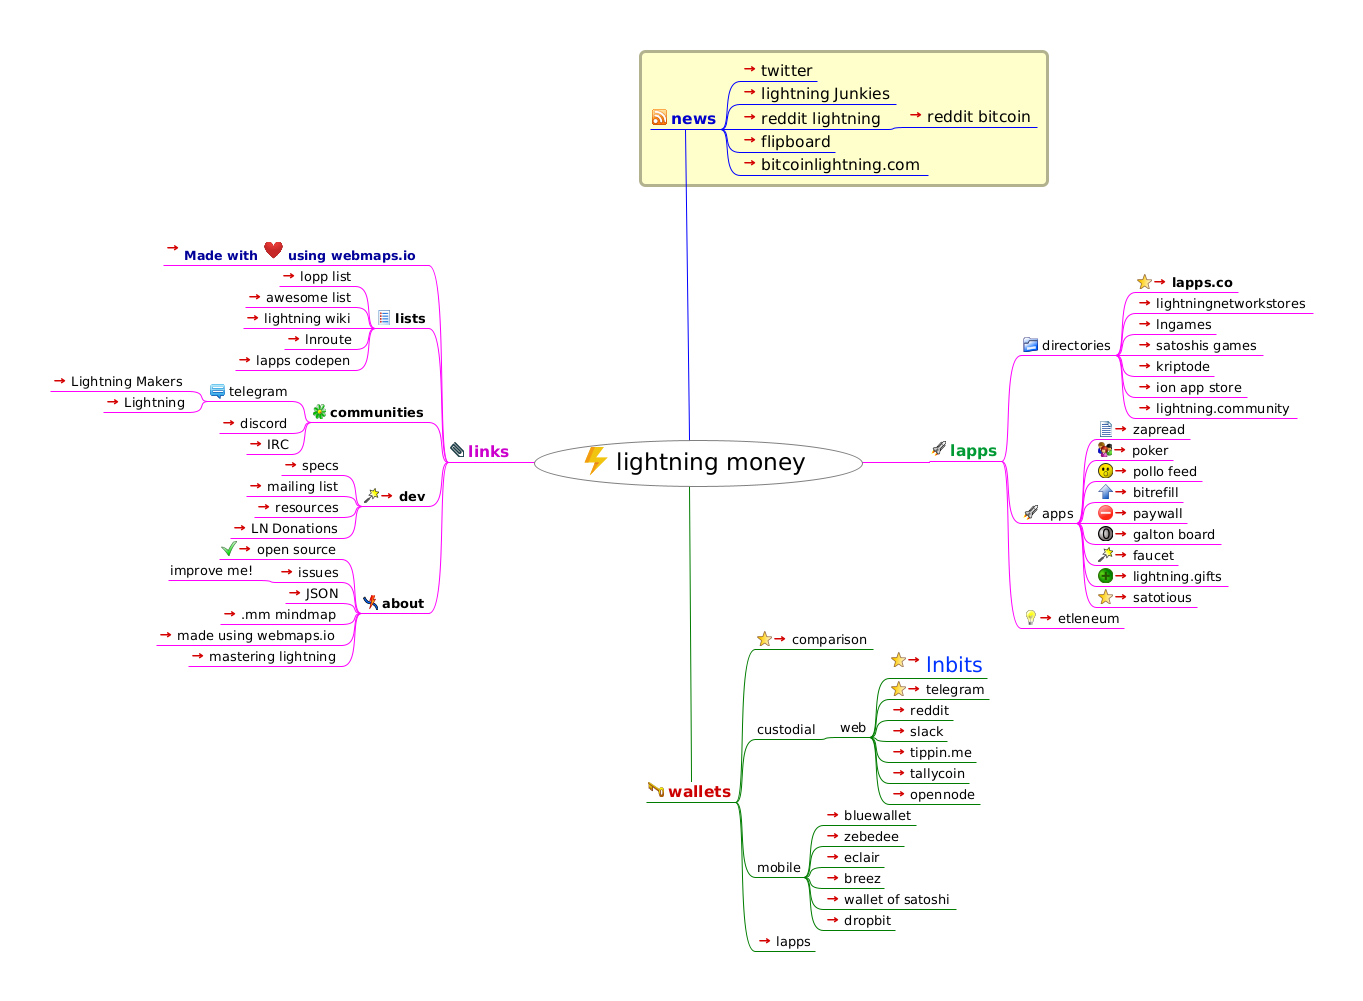 twitter
lightning Junkies
news
reddit lightning
reddit bitcoin
flipboard
bitcoinlightning.com
Made with using webmaps.io
lopp list
awesome list
lightning wiki
lists
lnroute
lapps codepen
Lightning Makers
telegram
Lightning
communities
discord
IRC
links
specs
mailing list
dev
resources
LN Donations
open source
improve me!
issues
JSON
about
.mm mindmap
made using webmaps.io
mastering lightning
lightning money
lapps
lapps.co
lightningnetworkstores
lngames
directories
satoshis games
kriptode
ion app store
lightning.community
zapread
poker
pollo feed
bitrefill
apps
paywall
galton board
faucet
lightning.gifts
satotious
etleneum
comparison
lnbits
telegram
reddit
custodial
web
slack
tippin.me
tallycoin
opennode
wallets
bluewallet
zebedee
eclair
mobile
breez
wallet of satoshi
dropbit
lapps